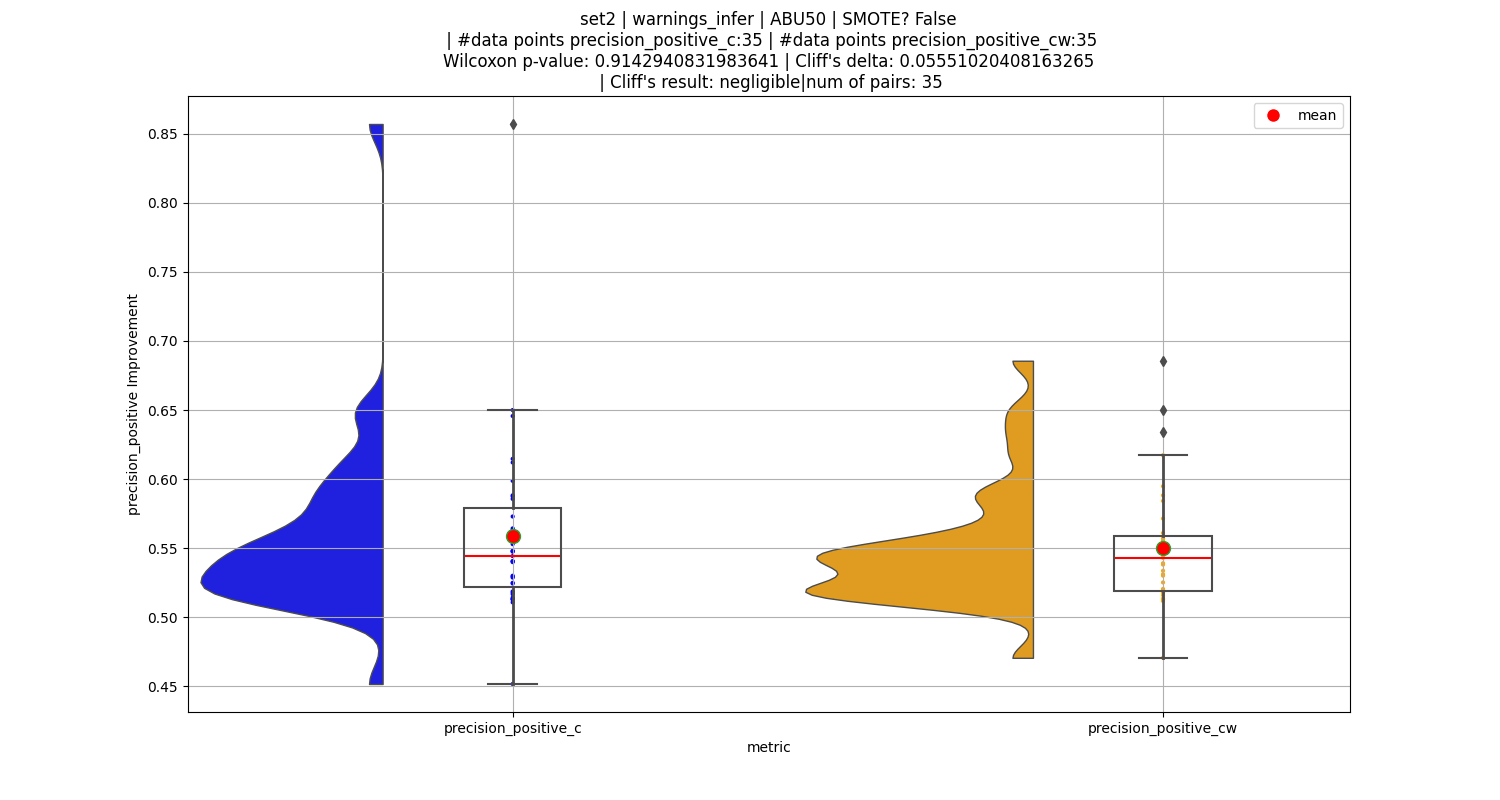 set2 | warnings_infer | ABU50 | SMOTE? False
| #data points precision_positive_c:35 | #data points precision_positive_cw:35
Wilcoxon p-value: 0.9142940831983641 | Cliff's delta: 0.05551020408163265
| Cliff's result: negligible|num of pairs: 35
mean
0.85
0.80
0.75
0.70
0.65
0.60
0.55
0.50
0.45
precision_positive Improvement
precision_positive_c
precision_positive_cw
metric